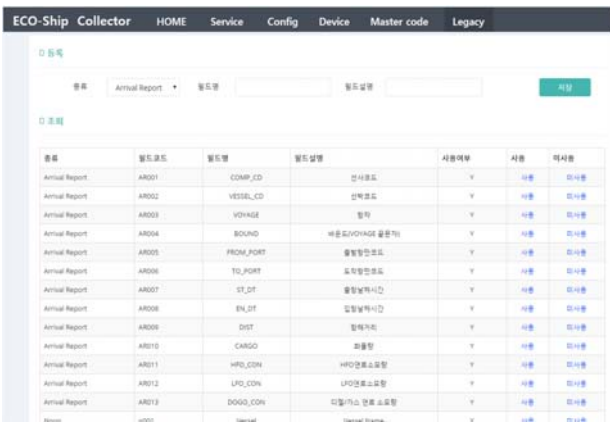 ECO-Ship Collector HOME Service Config Device Master code Legacy
등록
종류 Arrival Report 필드명 필드설명 저장
조회
종류 필드코드 필드명 필드설명 사용여부 사용 미사용
Arrival Report AR001 COMP_CD 선사코드 Y 사용 미사용
Arrival Report AR002 VESSEL_CD 선박코드 Y 사용 미사용
Arrival Report AR003 VOYAGE 항차 Y 사용 미사용
Arrival Report AR004 BOUND 바운드(VOYAGE 끝문자) Y 사용 미사용
Arrival Report AR005 FROM_PORT 출발항만코드 Y 사용 미사용
Arrival Report AR006 TO_PORT 도착항만코드 Y 사용 미사용
Arrival Report AR007 ST_DT 출항날짜시간 Y 사용 미사용
Arrival Report AR008 EN_DT 입항날짜시간 Y 사용 미사용
Arrival Report AR009 DIST 항해거리 Y 사용 미사용
Arrival Report AR010 CARGO 화물량 Y 사용 미사용
Arrival Report AR011 HFO_CON HFO연료소모량 Y 사용 미사용
Arrival Report AR012 LFO_CON LFO연료소모량 Y 사용 미사용
Arrival Report AR013 DOGO_CON 디젤/가스 연료 소모량 Y 사용 미사용
Noon n001 Vessel Vessel Name Y 사용 미사용